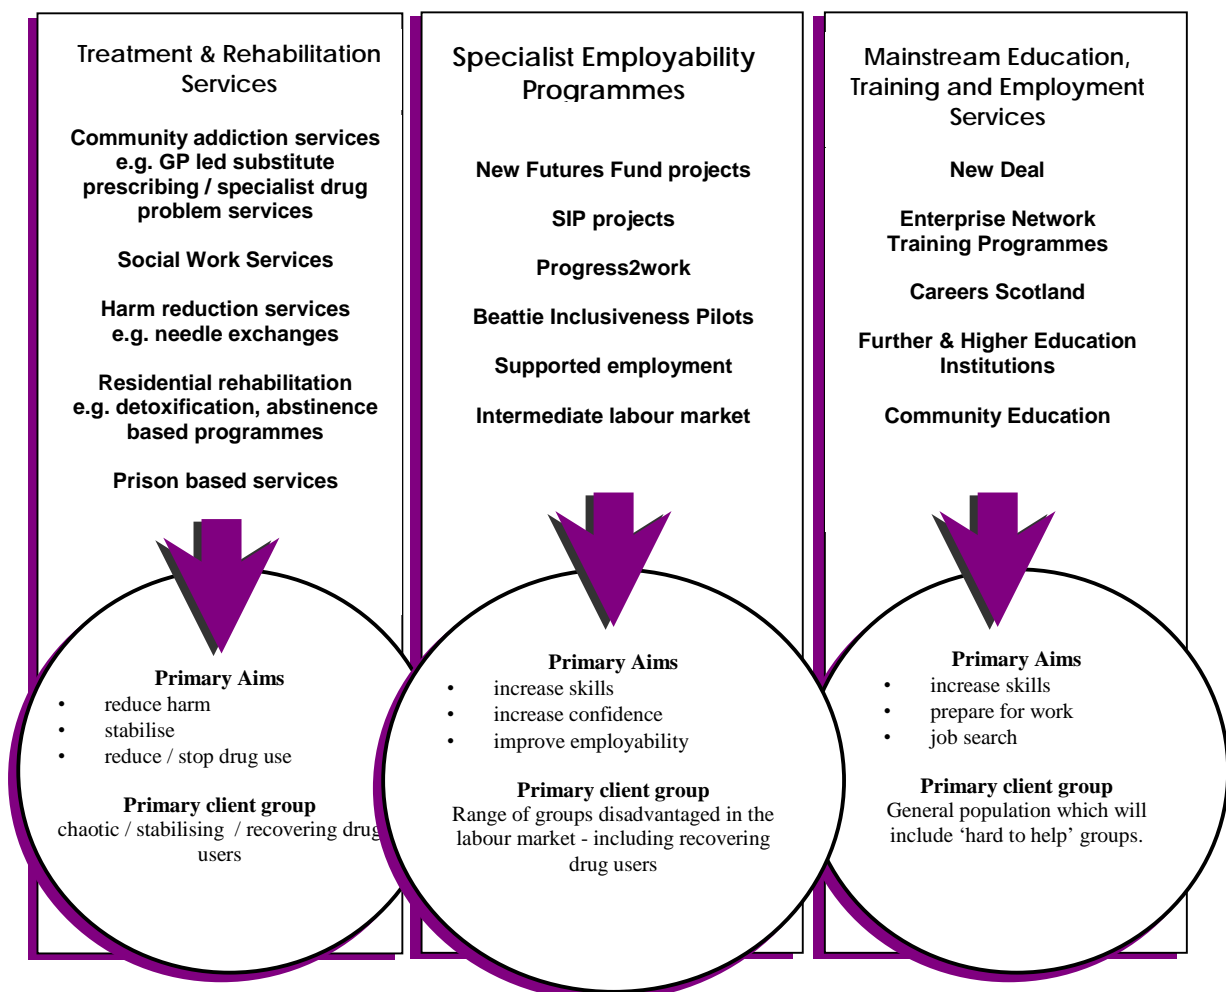 Treatment & Rehabilitation
Services
Community addiction services
e.g. GP led substitute
prescribing / specialist drug
problem services
Social Work Services
Harm reduction services
e.g. needle exchanges
Residential rehabilitation
e.g. detoxification, abstinence
based programmes
Prison based services
Primary Aims
• reduce harm
• stabilise
• reduce / stop drug use
Primary client group
chaotic / stabilising / recovering drug
users
Specialist Employability
Programmes
New Futures Fund projects
SIP projects
Progress2work
Beattie Inclusiveness Pilots
Supported employment
Intermediate labour market
Primary Aims
• increase skills
• increase confidence
• improve employability
Primary client group
Range of groups disadvantaged in the
labour market - including recovering
drug users
Mainstream Education,
Training and Employment
Services
New Deal
Enterprise Network
Training Programmes
Careers Scotland
Further & Higher Education
Institutions
Community Education
Primary Aims
• increase skills
• prepare for work
• job search
Primary client group
General population which will
include ‘hard to help’ groups.